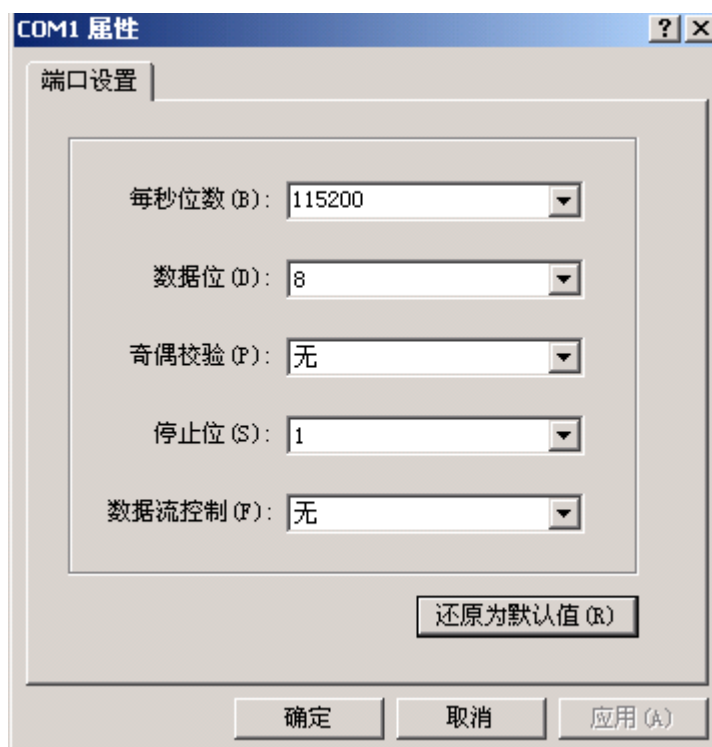 COM1 属性
端口设置
每秒位数(B): 115200
数据位(D): 8
奇偶校验(P): 无
停止位(S): 1
数据流控制(F): 无
还原为默认值(R)
确定 取消 应用(A)